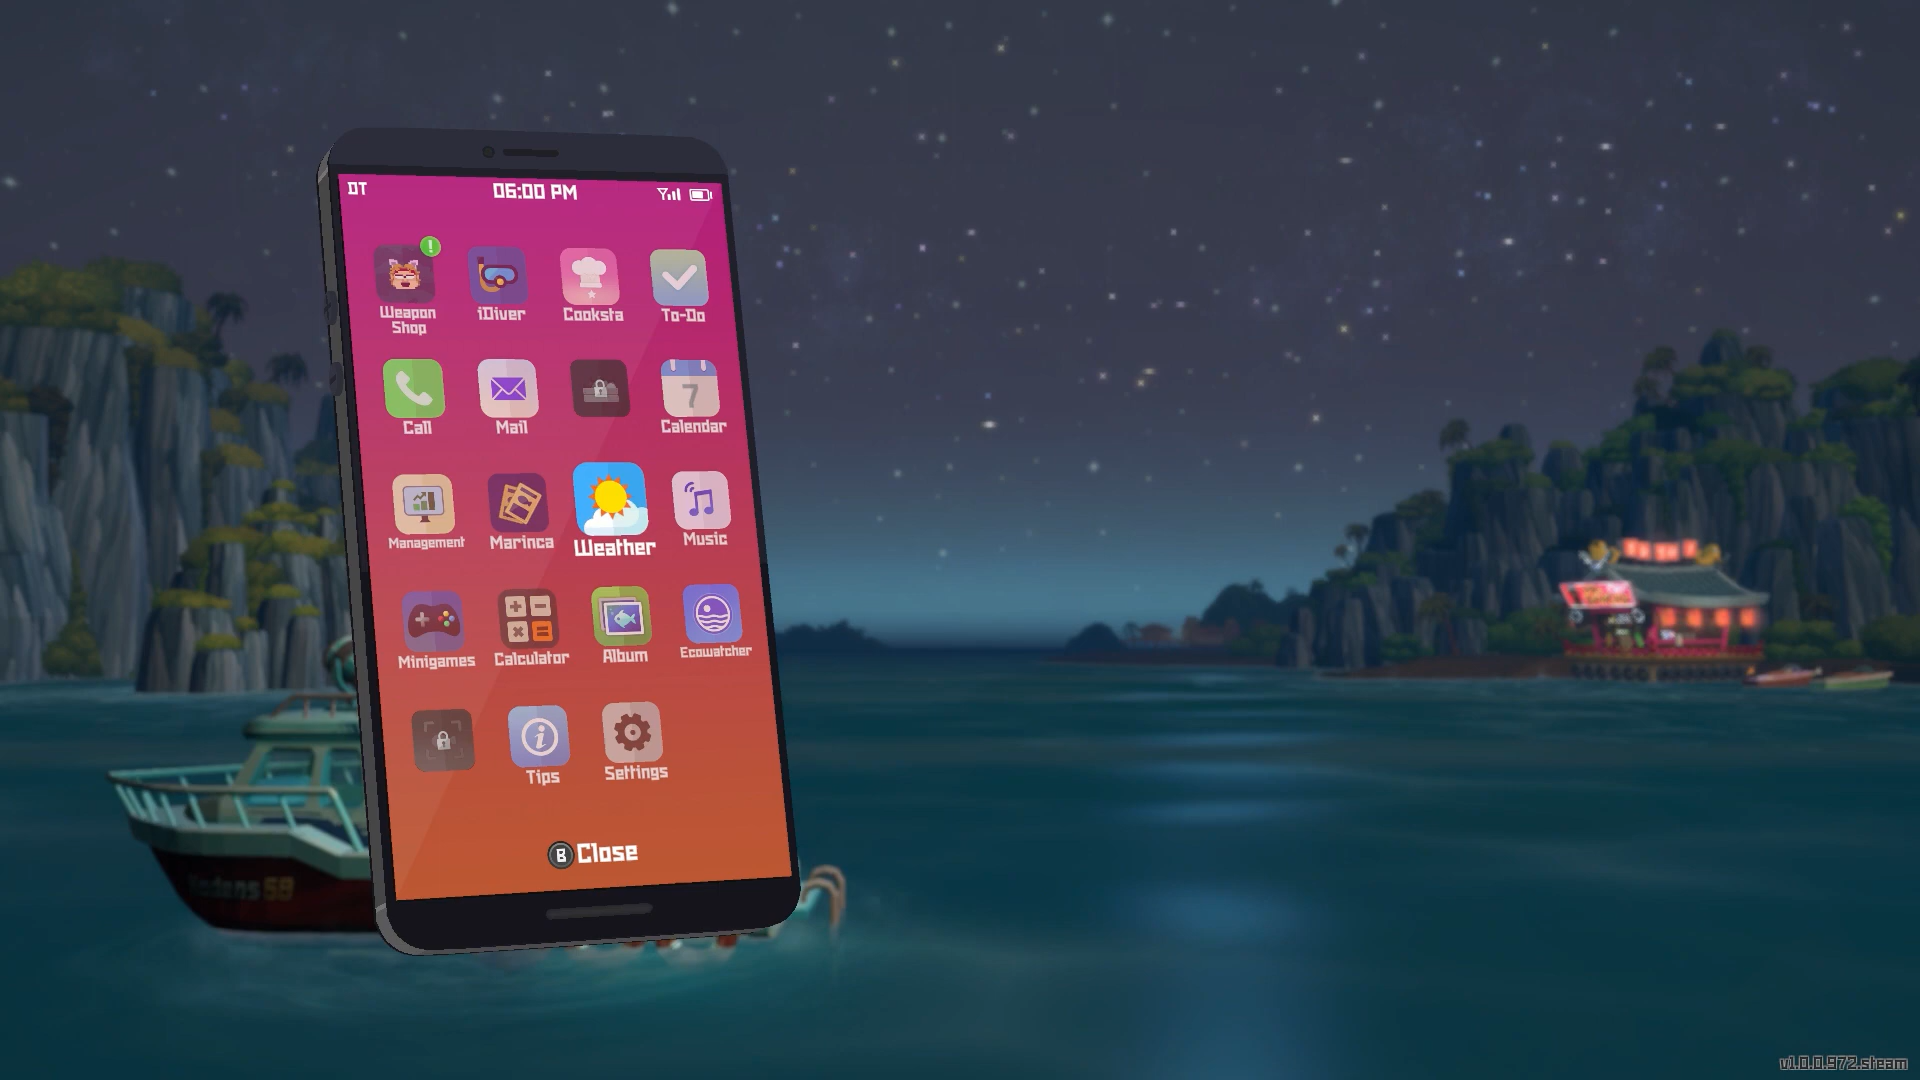 DT
06:00 PM
Weapon
Shop
iDiver
Cooksta
To-Do
Call
Mail
7
Calendar
Management
Marinca
Weather
Music
Minigames
Calculator
Album
Ecowatcher
Tips
Settings
B Close
58
v1.0.0.972.steam